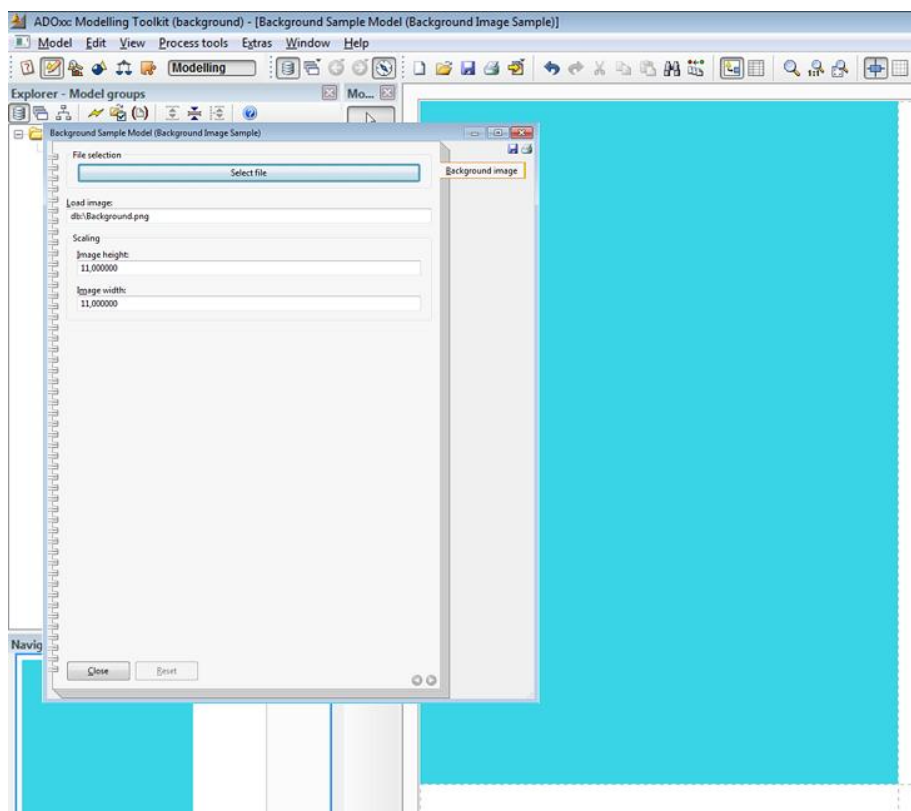 ADOxx Modelling Toolkit (background) - [Background Sample Model (Background Image Sample)]
Model Edit View Process tools Extras Window Help
Modelling
Explorer - Model groups
Mo...
Background Sample Model (Background Image Sample)
File selection
Select file
Background image
Load image:
db:\Background.png
Scaling
Image height:
11,000000
Image width:
11,000000
Navig
Close Reset